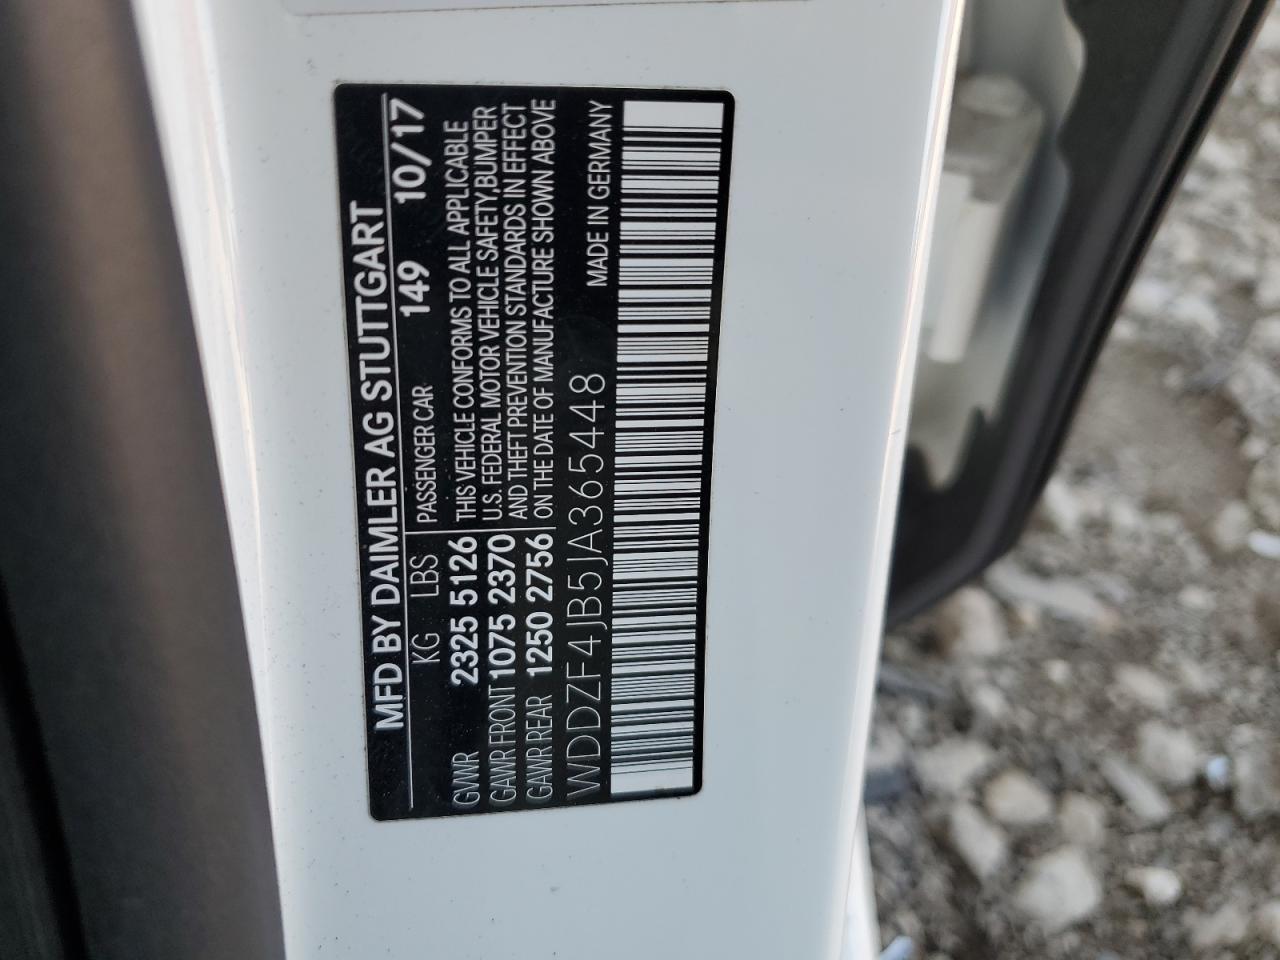 MFD BY DAIMLER AG STUTTGART
KG LBS PASSENGER CAR 149 10/17
GVWR 2325 5126 THIS VEHICLE CONFORMS TO ALL APPLICABLE
GAWR FRONT 1075 2370 U.S. FEDERAL MOTOR VEHICLE SAFETY,BUMPER
GAWR REAR 1250 2756 AND THEFT PREVENTION STANDARDS IN EFFECT
ON THE DATE OF MANUFACTURE SHOWN ABOVE
WDDZF4JB5JA365448 MADE IN GERMANY